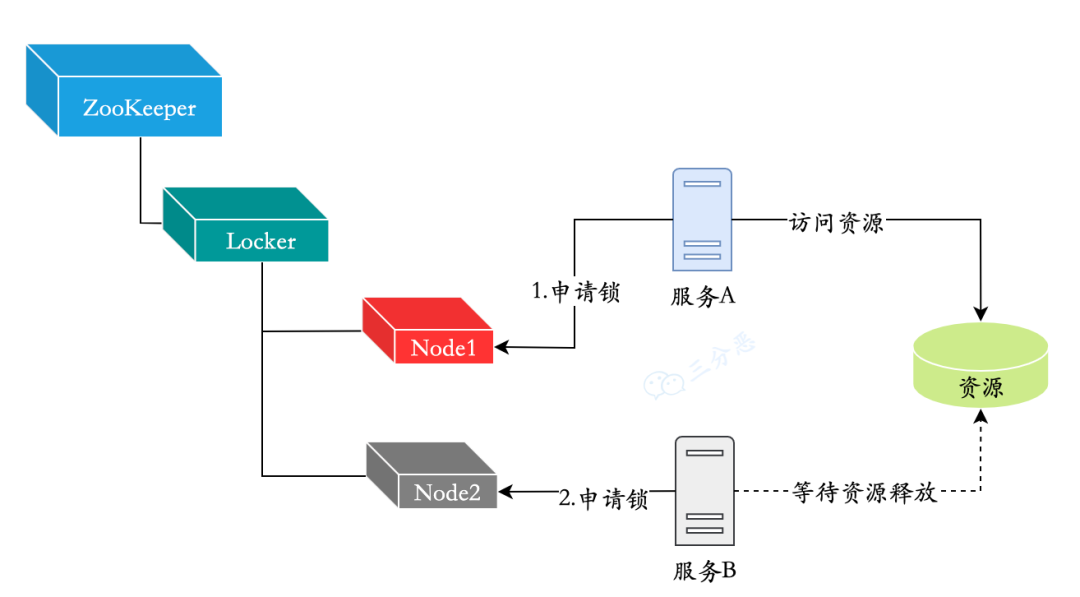 ZooKeeper
Locker
访问资源
1.申请锁
服务A
Node1
三分恶
资源
Node2
2.申请锁
等待资源释放
服务B